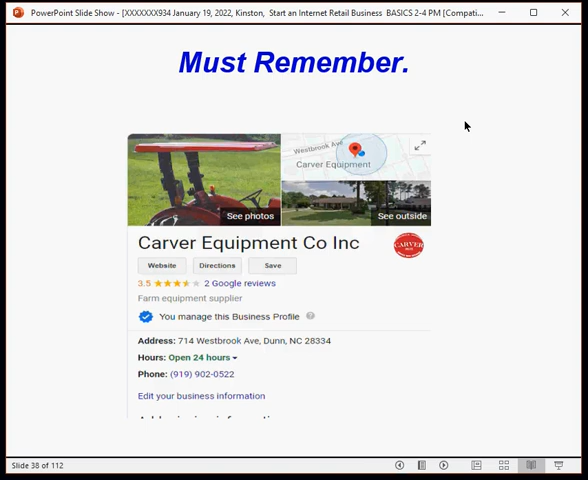 PowerPoint Slide Show - [XXXXXXX934 January 19, 2022, Kinston, Start an Internet Retail Business BASICS 2-4 PM [Compati...
Must Remember.
Westbrook Ave
Carver Equipment
See photos
See outside
Carver Equipment Co Inc
CARVER
Website
Directions
Save
3.5
2 Google reviews
Farm equipment supplier
You manage this Business Profile
Address: 714 Westbrook Ave, Dunn, NC 28334
Hours: Open 24 hours
Phone: (919) 902-0522
Edit your business information
Slide 38 of 112